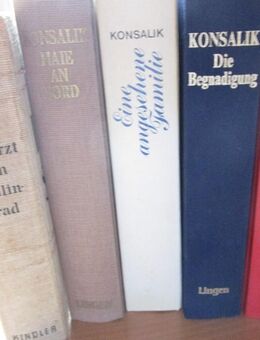 rzt
n
lin-
rad
KINDLER
KONSALIK
HAIE
AN
BORD
LINGEN
KONSALIK
Eine
angesehene
Familie
KONSALIK
Die
Begnadigung
Lingen